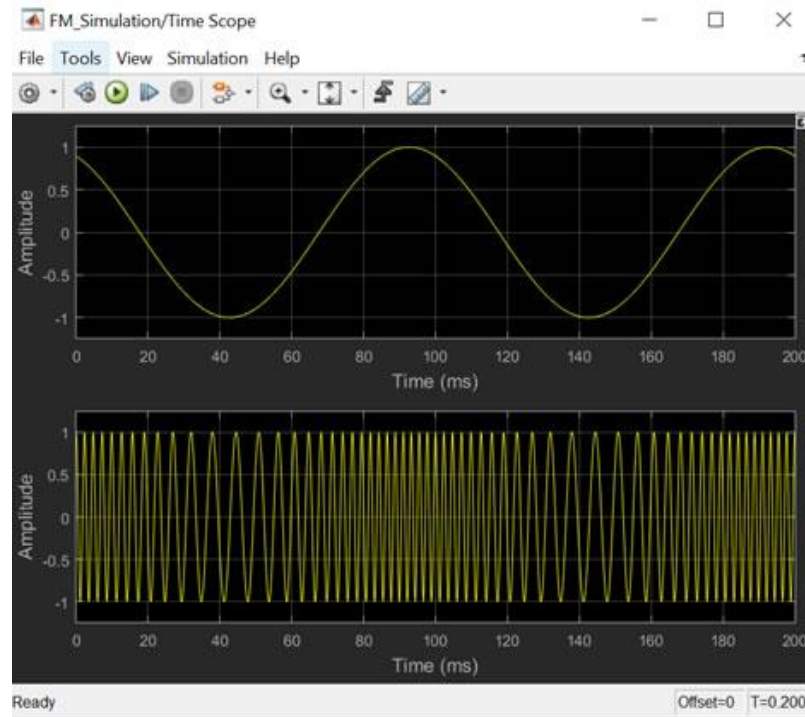 FM_Simulation/Time Scope
File Tools View Simulation Help
1
0.5
0
-0.5
-1
Amplitude
0 20 40 60 80 100 120 140 160 180 200
Time (ms)
1
0.5
0
-0.5
-1
Amplitude
0 20 40 60 80 100 120 140 160 180 200
Time (ms)
Ready Offset=0 T=0.200